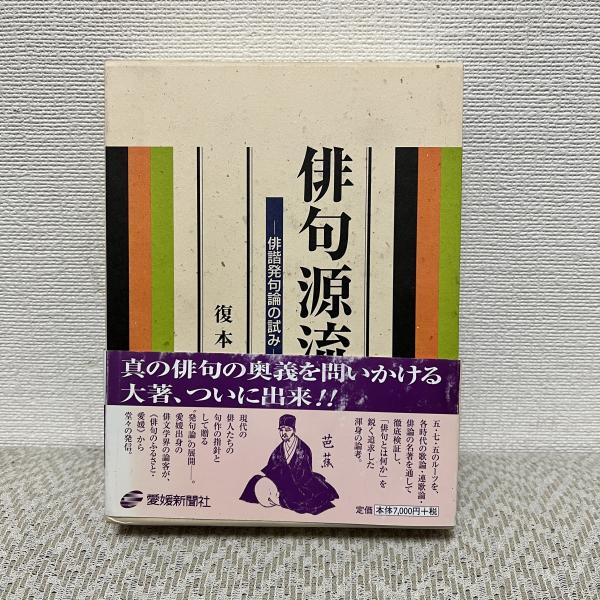 俳句源流
―俳諧発句論の試み―
復本
真の俳句の奥義を問いかける
大著、ついに出来!!
五・七・五のルーツを、
各時代の歌論・連歌論・
俳論の名著を通して
徹底検証し、
「俳句とは何か」を
鋭く追求した
渾身の論考。
芭蕉
現代の
俳人たちの
句作の指針と
して贈る
“発句論”の展開――
愛媛出身の
俳文学界の論客が、
〈俳句のふるさと
愛媛〉から
堂々の発信。
愛媛新聞社
定価 本体7,000円+税